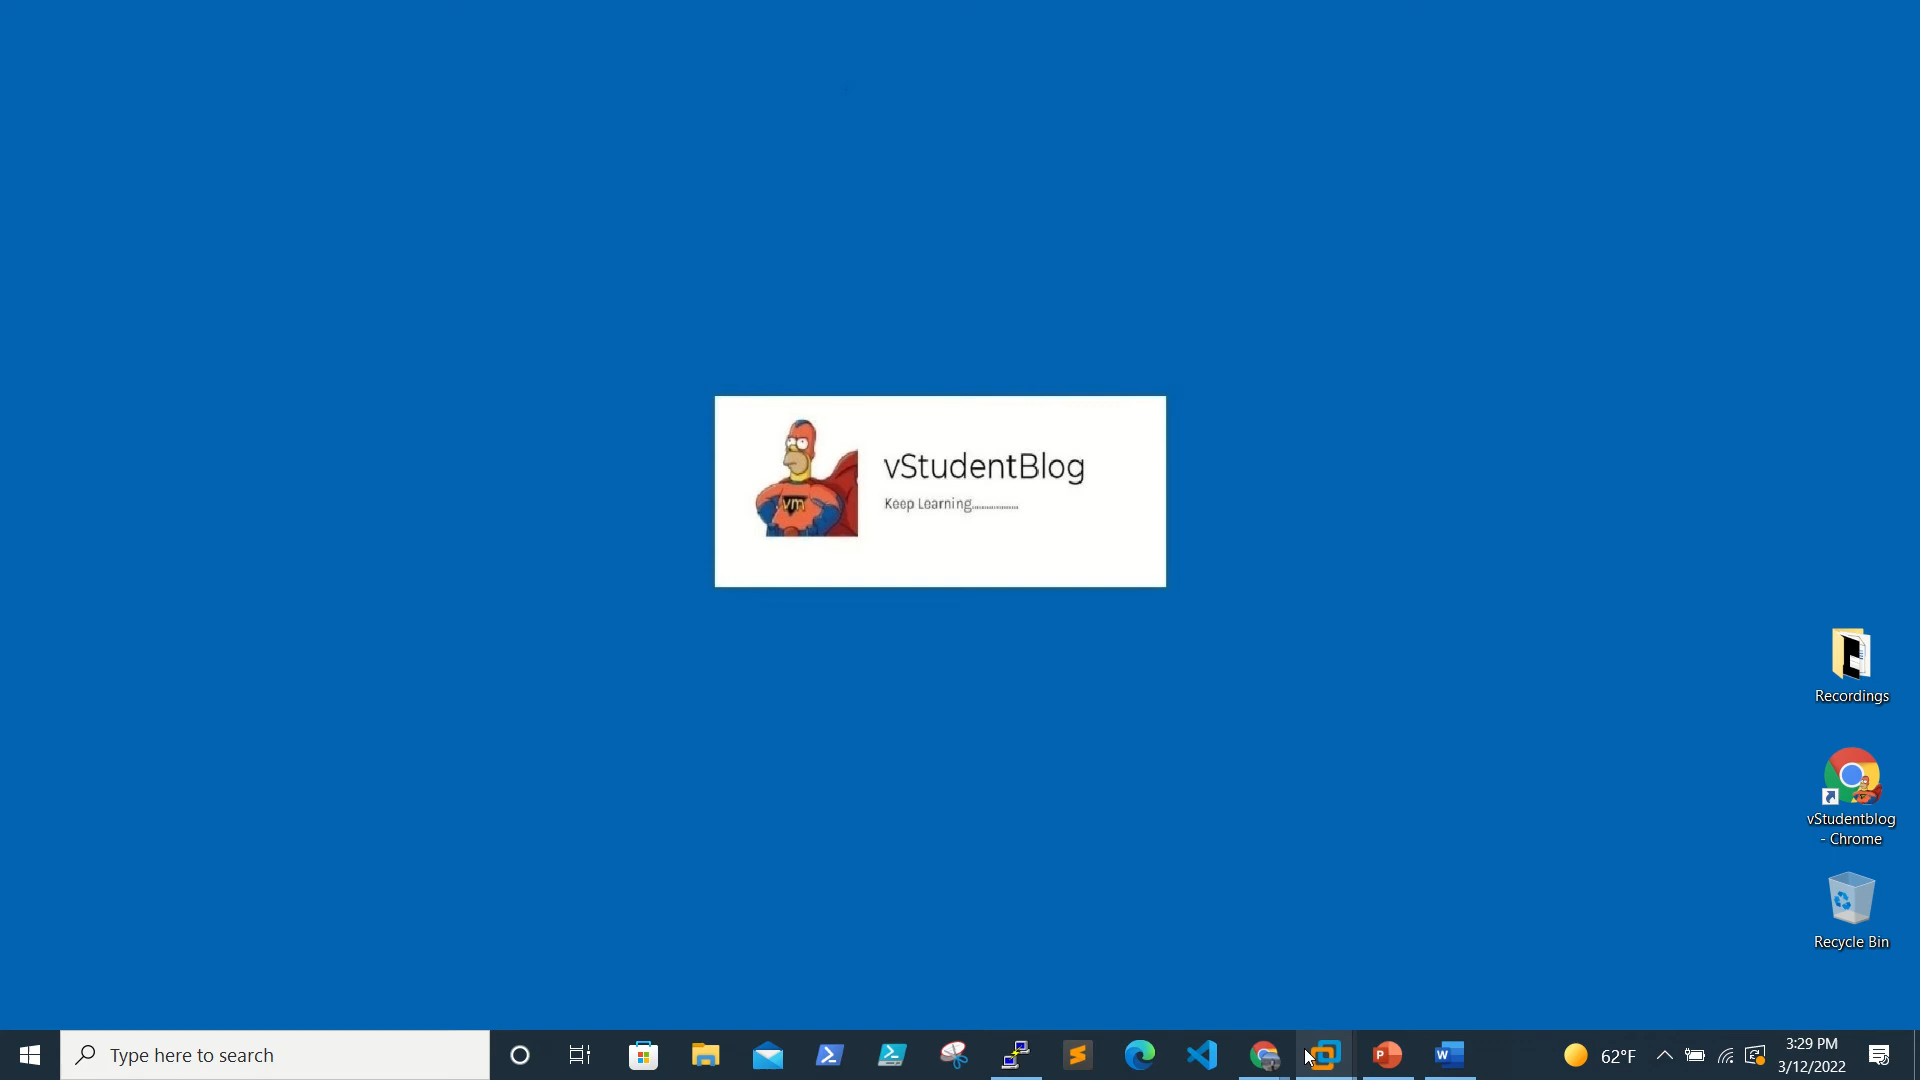 vm
vStudentBlog
Keep Learning...................
Recordings
vStudentblog
- Chrome
Recycle Bin
Type here to search
P
W
62°F
3:29 PM
3/12/2022